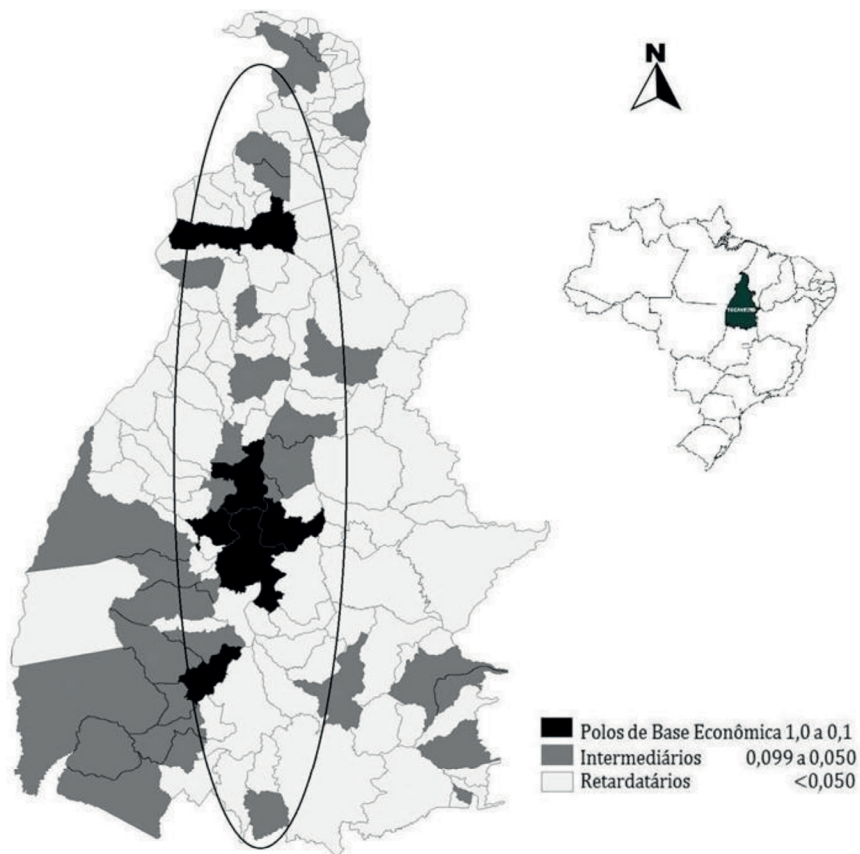 N
TOCANTINS
Polos de Base Econômica 1,0 a 0,1
Intermediários 0,099 a 0,050
Retardatários <0,050